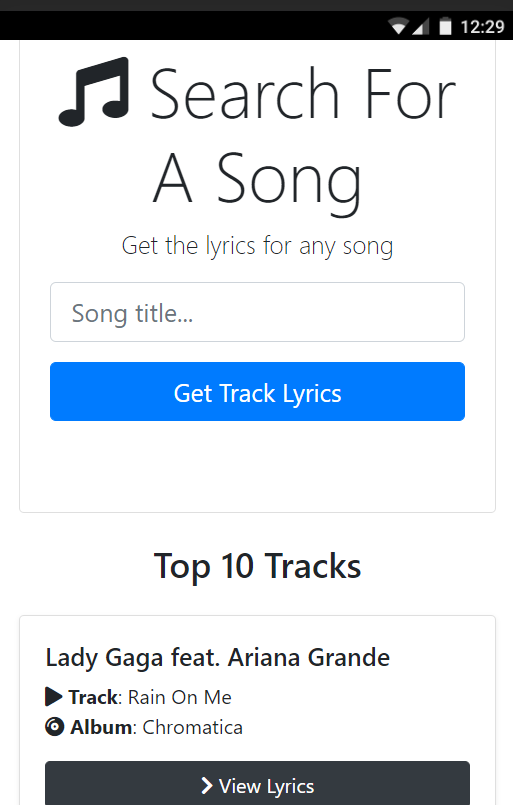 12:29
Search For
A Song
Get the lyrics for any song
Song title...
Get Track Lyrics
Top 10 Tracks
Lady Gaga feat. Ariana Grande
Track: Rain On Me
Album: Chromatica
View Lyrics